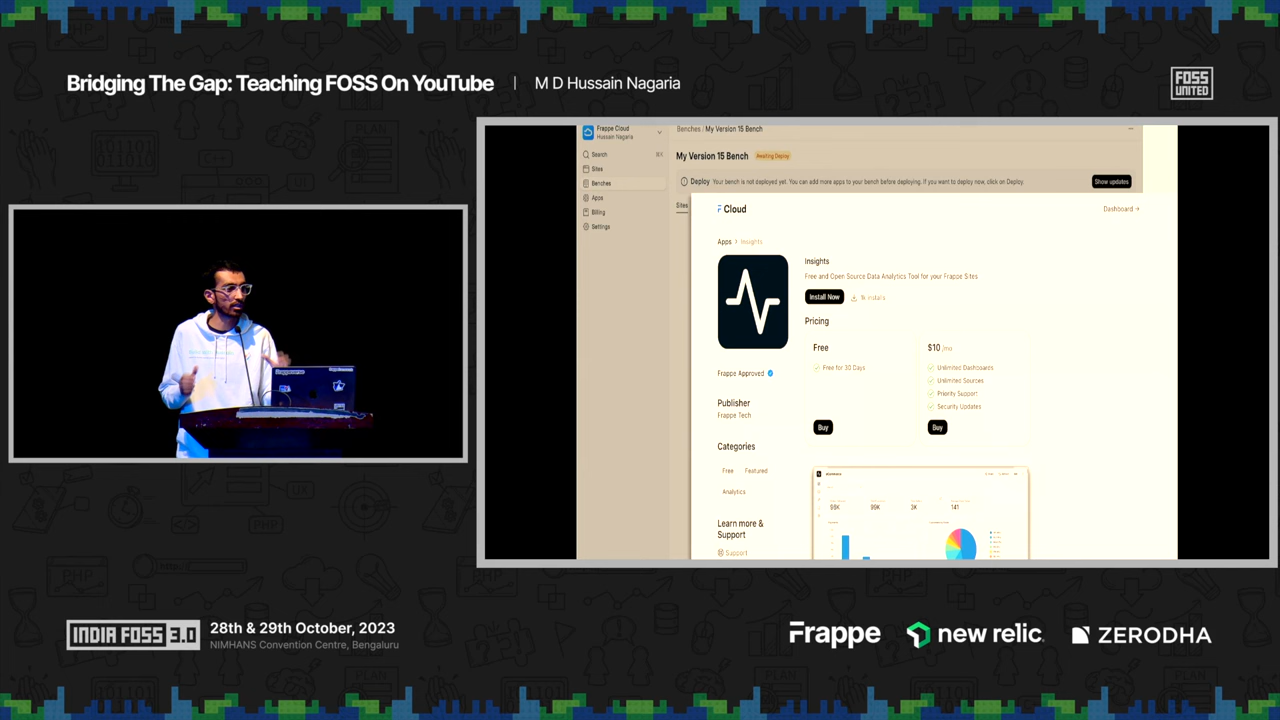 Bridging The Gap: Teaching FOSS On YouTube | M D Hussain Nagaria
FOSS
UNITED
Frappe Cloud
Hussain Nagaria
Search
⌘K
Sites
Benches
Apps
Billing
Settings
Benches / My Version 15 Bench
My Version 15 Bench Awaiting Deploy
Deploy Your bench is not deployed yet. You can add more apps to your bench before deploying. If you want to deploy now, click on Deploy. Show updates
Sites
Cloud
Dashboard →
Apps > Insights
Insights
Free and Open Source Data Analytics Tool for your Frappe Sites
Install Now 1k installs
Pricing
Free
Free for 30 Days
Buy
$10 /mo
Unlimited Dashboards
Unlimited Sources
Priority Support
Security Updates
Buy
Frappe Approved
Publisher
Frappe Tech
Categories
Free Featured
Analytics
Learn more &
Support
Support
98K 99K 3K 141
INDIA FOSS 3.0
28th & 29th October, 2023
NIMHANS Convention Centre, Bengaluru
Frappe
new relic
ZERODHA